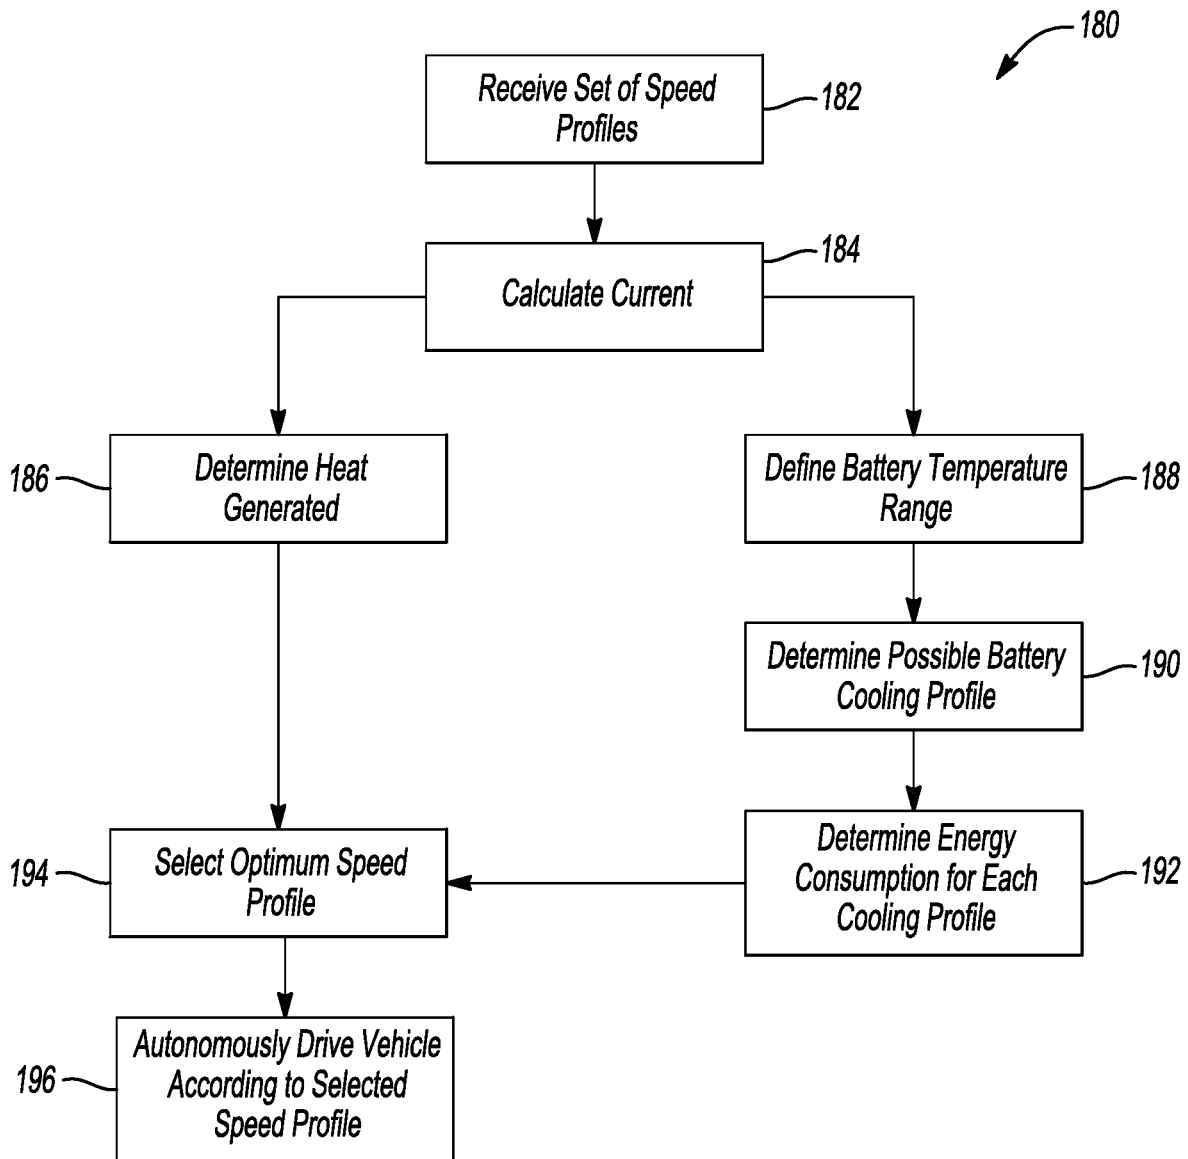 180
Receive Set of Speed
Profiles
182
Calculate Current
184
186
Determine Heat
Generated
Define Battery Temperature
Range
188
Determine Possible Battery
Cooling Profile
190
194
Select Optimum Speed
Profile
Determine Energy
Consumption for Each
Cooling Profile
192
196
Autonomously Drive Vehicle
According to Selected
Speed Profile